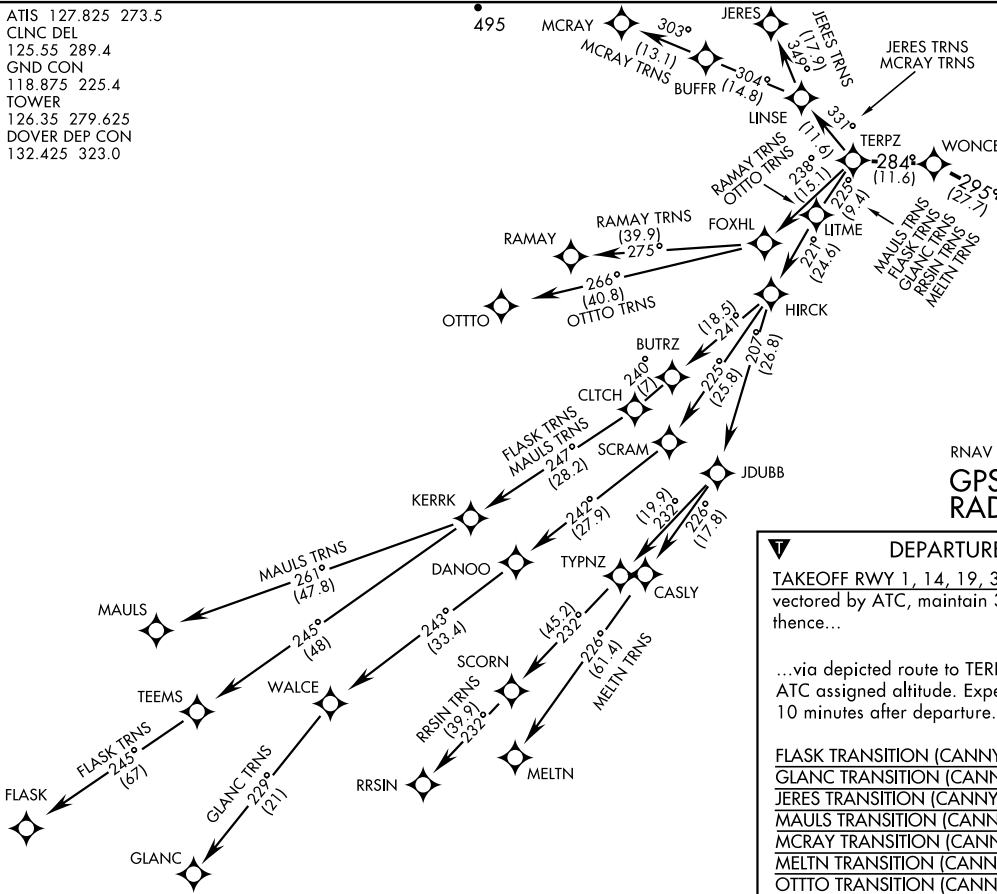 ATIS 127.825 273.5
CLNC DEL
125.55 289.4
GND CON
118.875 225.4
TOWER
126.35 279.625
DOVER DEP CON
132.425 323.0
495
MCRAY
303°
(13.1)
MCRAY TRNS
BUFFR
304°
(14.8)
JERES
JERES TRNS
(17.9)
349°
LINSE
331°
(11.6)
JERES TRNS
MCRAY TRNS
TERPZ
284°
(11.6)
WONCE
295°
(27.7)
RAMAY TRNS
OTTTO TRNS
238°
(15.1)
225°
(9.4)
LITME
MAULS TRNS
FLASK TRNS
GLANC TRNS
RRSIN TRNS
MELTN TRNS
FOXHL
RAMAY TRNS
(39.9)
275°
RAMAY
266°
(40.8)
OTTTO TRNS
OTTTO
221°
(24.6)
HIRCK
(18.5)
241°
BUTRZ
240°
(7)
CLTCH
225°
(25.8)
207°
(26.8)
FLASK TRNS
MAULS TRNS
247°
(28.2)
SCRAM
JDUBB
KERRK
242°
(27.9)
(19.9)
232°
226°
(17.8)
DANOO
TYPNZ
CASLY
MAULS TRNS
261°
(47.8)
MAULS
245°
(48)
243°
(33.4)
(45.2)
232°
226°
(61.4)
MELTN TRNS
TEEMS
WALCE
SCORN
RRSIN TRNS
(39.9)
232°
MELTN
RRSIN
FLASK TRNS
245°
(67)
FLASK
GLANC TRNS
229°
(21)
GLANC
RNAV
GPS
RAD
T
DEPARTURE
TAKEOFF RWY 1, 14, 19, 3
vectored by ATC, maintain 3
thence...
...via depicted route to TER
ATC assigned altitude. Expe
10 minutes after departure.
FLASK TRANSITION (CANNY
GLANC TRANSITION (CANN
JERES TRANSITION (CANNY
MAULS TRANSITION (CANN
MCRAY TRANSITION (CANN
MELTN TRANSITION (CANN
OTTTO TRANSITION (CANN